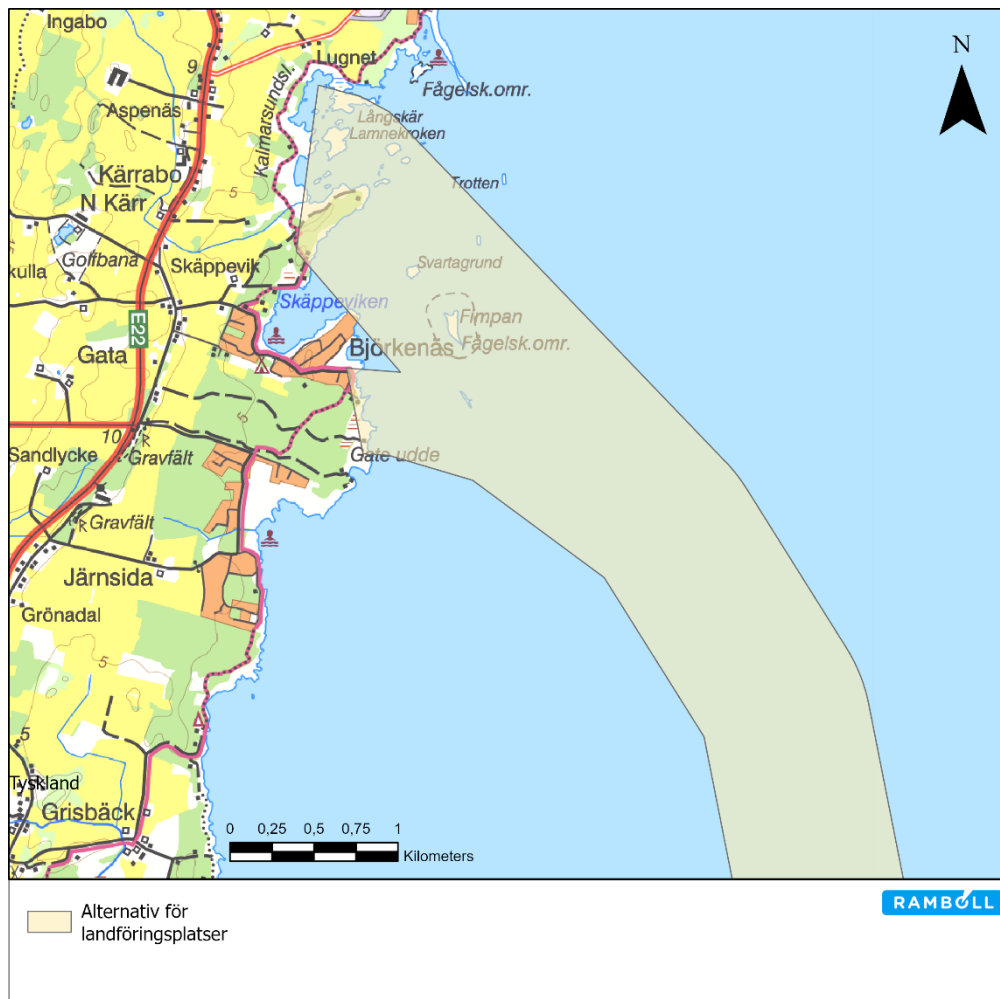 Ingabo
Lugnet
N
9
Fågelsk.omr.
Aspenäs
Kalmarsundsl.
Långskär
Lamnekroken
Kärrabo
Trotten
5
N Kärr
Golfbana
Skäppevik
Svartagrund
kulla
Skäppeviken
Fimpan
Fågelsk.omr.
E22
Björkenäs
Gata
5
10
Sandlycke
Gravfält
Gate udde
Gravfält
Järnsida
Grönadal
5
5
Tyskland
Grisbäck
0 0,25 0,5 0,75 1
Kilometers
Alternativ för
landföringsplatser
RAMBOLL